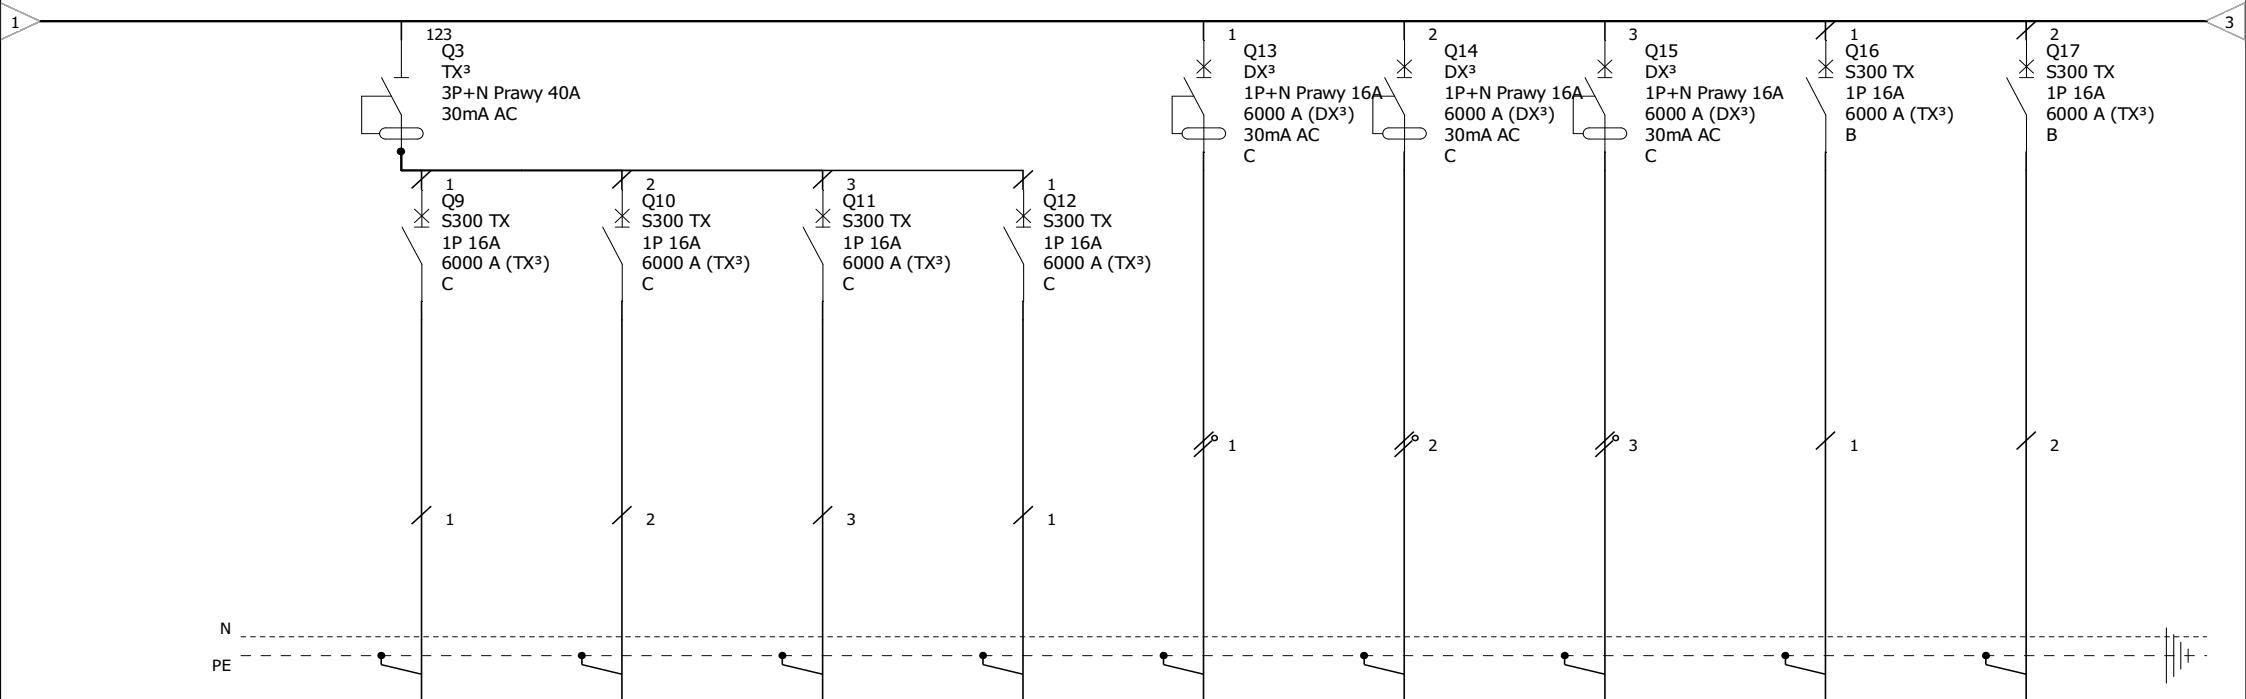 1
3
123
Q3
TX³
3P+N Prawy 40A
30mA AC
1
Q13
DX³
1P+N Prawy 16A
6000 A (DX³)
30mA AC
C
2
Q14
DX³
1P+N Prawy 16A
6000 A (DX³)
30mA AC
C
3
Q15
DX³
1P+N Prawy 16A
6000 A (DX³)
30mA AC
C
1
Q16
S300 TX
1P 16A
6000 A (TX³)
B
2
Q17
S300 TX
1P 16A
6000 A (TX³)
B
1
Q9
S300 TX
1P 16A
6000 A (TX³)
C
2
Q10
S300 TX
1P 16A
6000 A (TX³)
C
3
Q11
S300 TX
1P 16A
6000 A (TX³)
C
1
Q12
S300 TX
1P 16A
6000 A (TX³)
C
1
2
3
1
2
1
2
3
1
N
PE